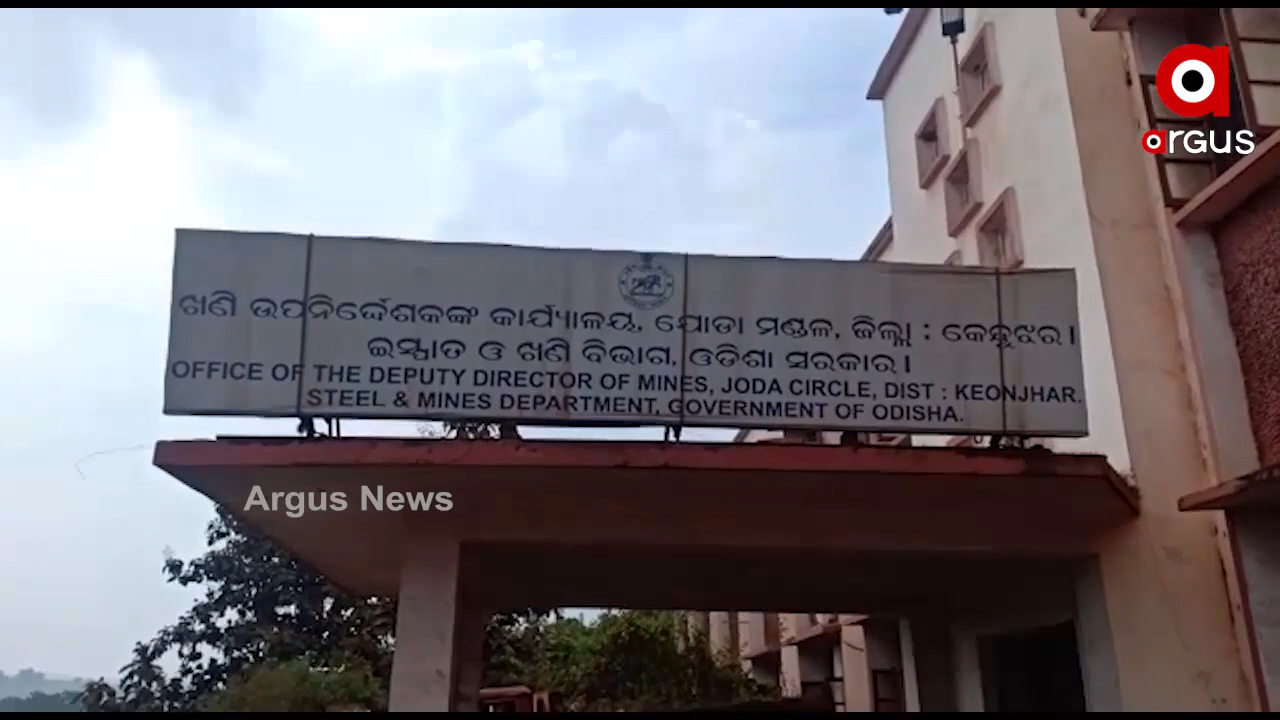 argus
ଖଣି ଉପନିର୍ଦ୍ଦେଶକଙ୍କ କାର୍ଯ୍ୟାଳୟ, ଯୋଡା ମଣ୍ଡଳ, ଜିଲ୍ଲା : କେନ୍ଦୁଝର ।
ଇସ୍ପାତ ଓ ଖଣି ବିଭାଗ, ଓଡିଶା ସରକାର ।
OFFICE OF THE DEPUTY DIRECTOR OF MINES, JODA CIRCLE, DIST : KEONJHAR.
STEEL & MINES DEPARTMENT, GOVERNMENT OF ODISHA.
Argus News